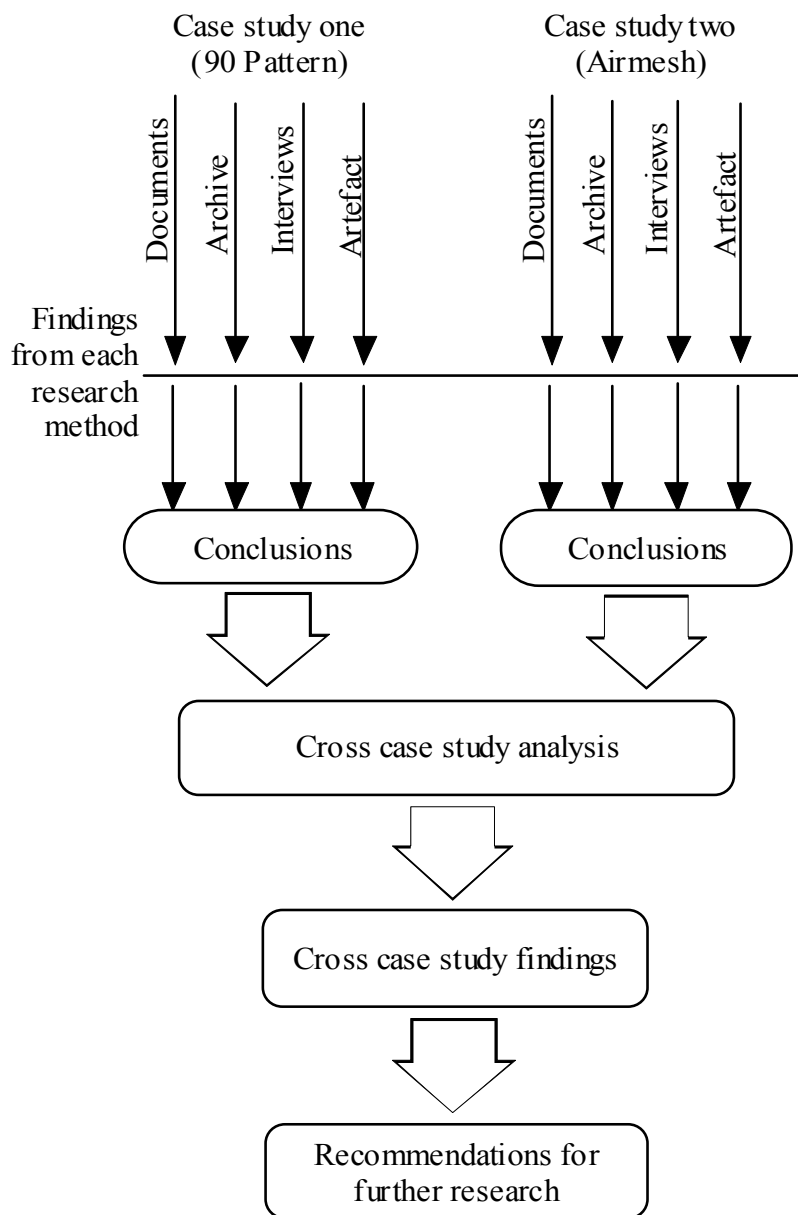 Case study one
(90 Pattern)
Case study two
(Airmesh)
Documents
Archive
Interviews
Artefact
Documents
Archive
Interviews
Artefact
Findings
from each
research
method
Conclusions
Conclusions
Cross case study analysis
Cross case study findings
Recommendations for
further research